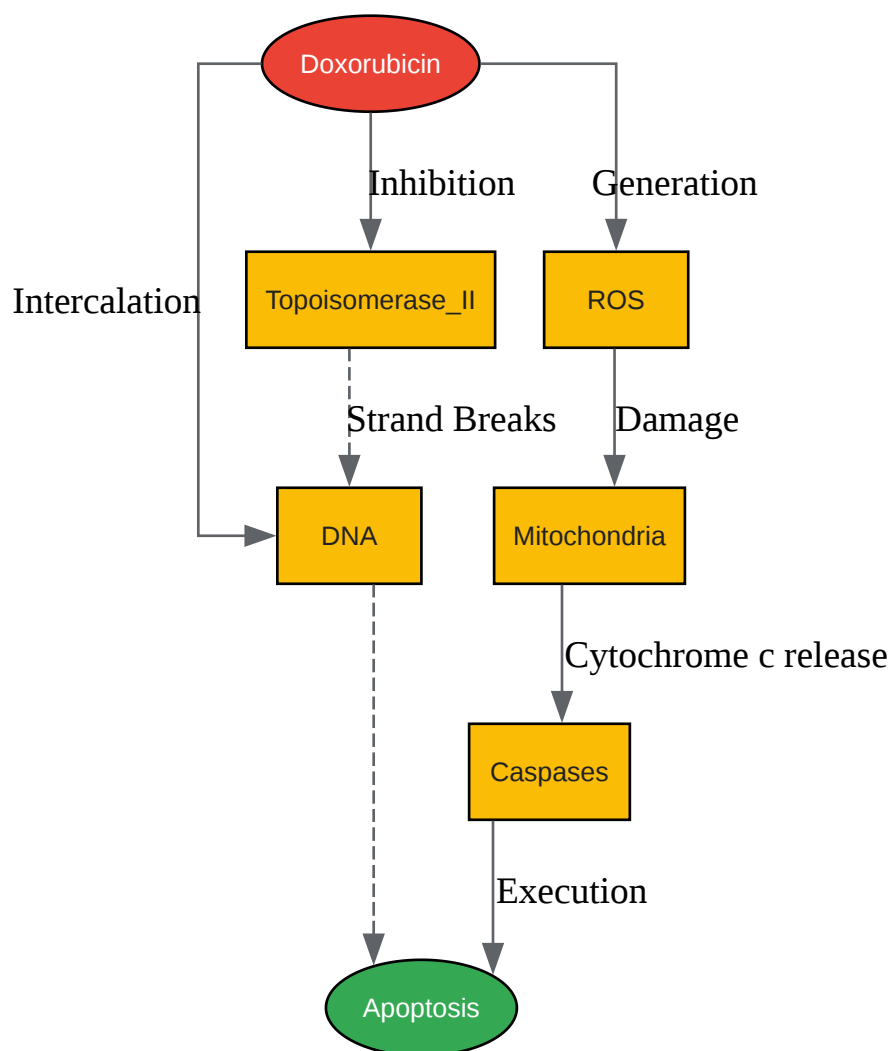 Doxorubicin
Inhibition
Generation
Intercalation
Topoisomerase_II
ROS
Strand Breaks
Damage
DNA
Mitochondria
Cytochrome c release
Caspases
Execution
Apoptosis